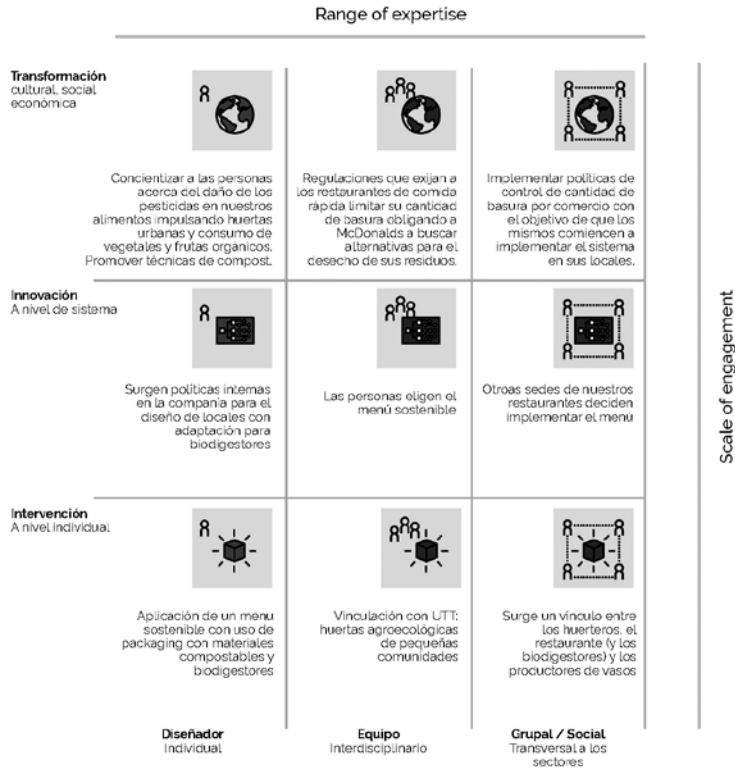 Range of expertise
Transformación
cultural, social
económica
Concientizar a las personas
acerca del daño de los
pesticidas en nuestros
alimentos impulsando huertas
urbanas y consumo de
vegetales y frutas orgánicos.
Promover técnicas de compost.
Regulaciones que exijan a
los restaurantes de comida
rápida limitar su cantidad
de basura obligando a
McDonalds a buscar
alternativas para el
desecho de sus residuos.
Implementar políticas de
control de cantidad de
basura por comercio con
el objetivo de que los
mismos comiencen a
implementar el sistema
en sus locales.
Innovación
A nivel de sistema
Surgen políticas internas
en la compañía para el
diseño de locales con
adaptación para
biodigestores
Las personas eligen el
menú sostenible
Otroas sedes de nuestros
restaurantes deciden
implementar el menú
Intervención
A nivel individual
Aplicación de un menu
sostenible con uso de
packaging con materiales
compostables y
biodigestores
Vinculación con UTT:
huertas agroecológicas
de pequeñas
comunidades
Surge un vínculo entre
los huerteros, el
restaurante (y los
biodigestores) y los
productores de vasos
Diseñador
Individual
Equipo
Interdisciplinario
Grupal / Social
Transversal a los
sectores
Scale of engagement